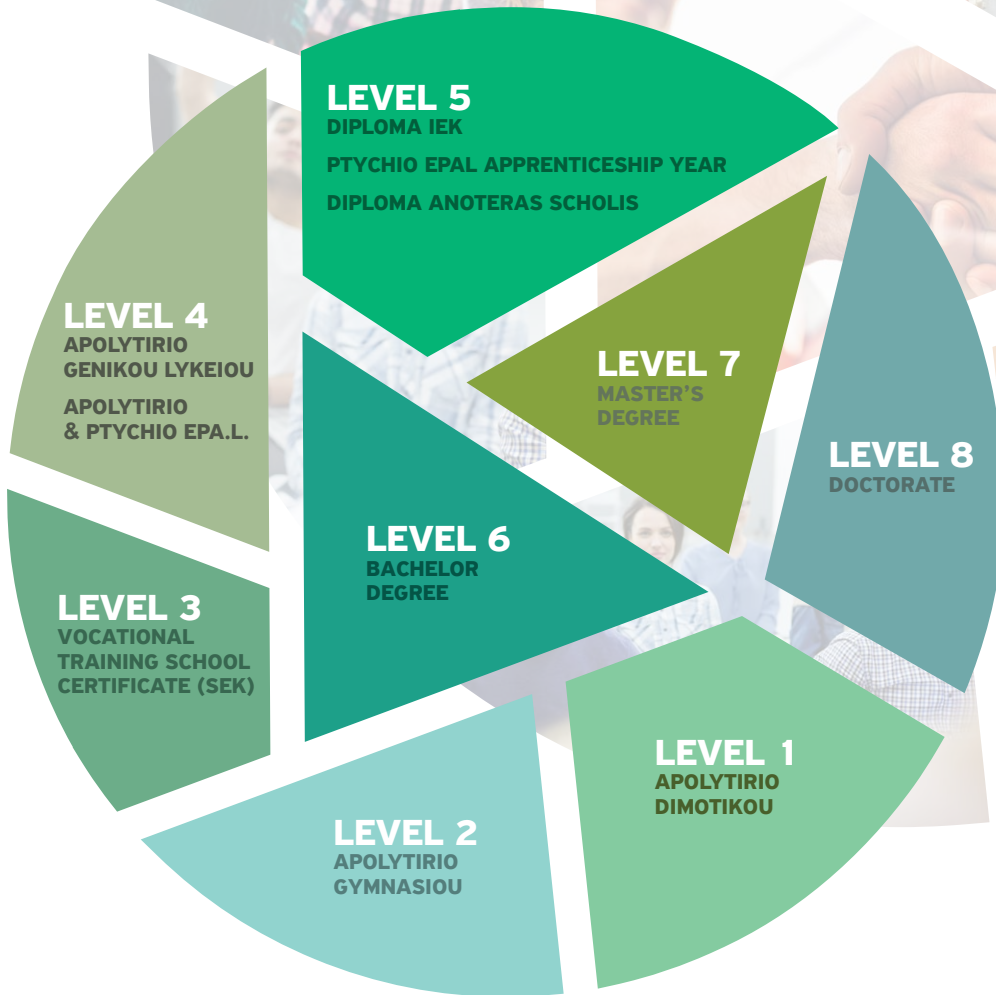 LEVEL 5
DIPLOMA IEK
PTYCHIO EPAL APPRENTICESHIP YEAR
DIPLOMA ANOTERAS SCHOLIS
LEVEL 4
APOLYTIRIO
GENIKOU LYKEIOU
APOLYTIRIO
& PTYCHIO EPA.L.
LEVEL 7
MASTER'S
DEGREE
LEVEL 8
DOCTORATE
LEVEL 6
BACHELOR
DEGREE
LEVEL 3
VOCATIONAL
TRAINING SCHOOL
CERTIFICATE (SEK)
LEVEL 1
APOLYTIRIO
DIMOTIKOU
LEVEL 2
APOLYTIRIO
GYMNASIOU